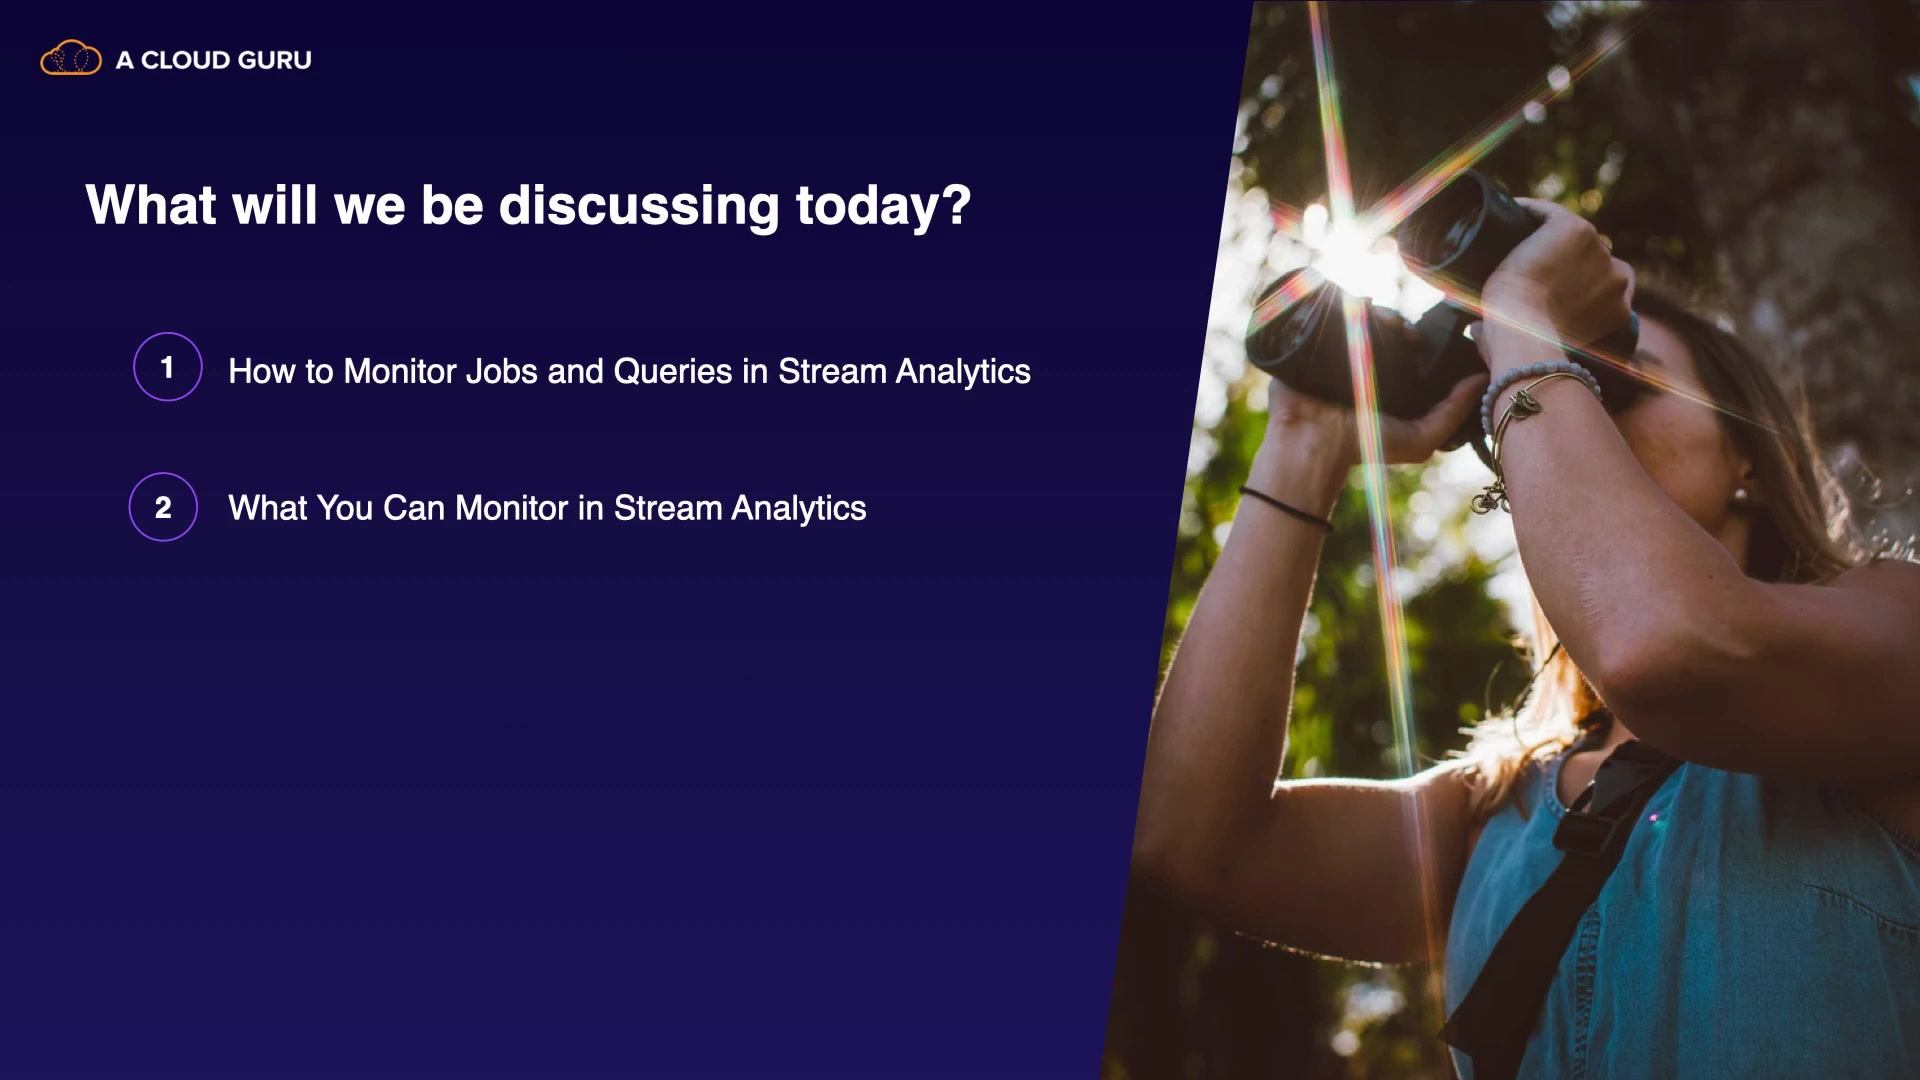 A CLOUD GURU
What will we be discussing today?
1 How to Monitor Jobs and Queries in Stream Analytics
2 What You Can Monitor in Stream Analytics